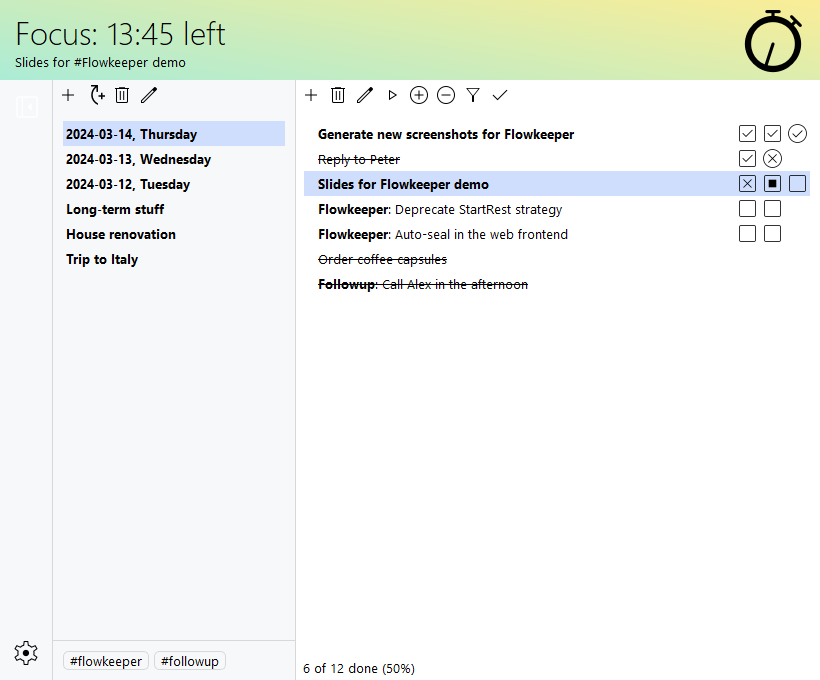 Focus: 13:45 left
Slides for #Flowkeeper demo
2024-03-14, Thursday
2024-03-13, Wednesday
2024-03-12, Tuesday
Long-term stuff
House renovation
Trip to Italy
#flowkeeper #followup
Generate new screenshots for Flowkeeper
Reply to Peter
Slides for Flowkeeper demo
Flowkeeper: Deprecate StartRest strategy
Flowkeeper: Auto-seal in the web frontend
Order coffee capsules
Followup: Call Alex in the afternoon
6 of 12 done (50%)